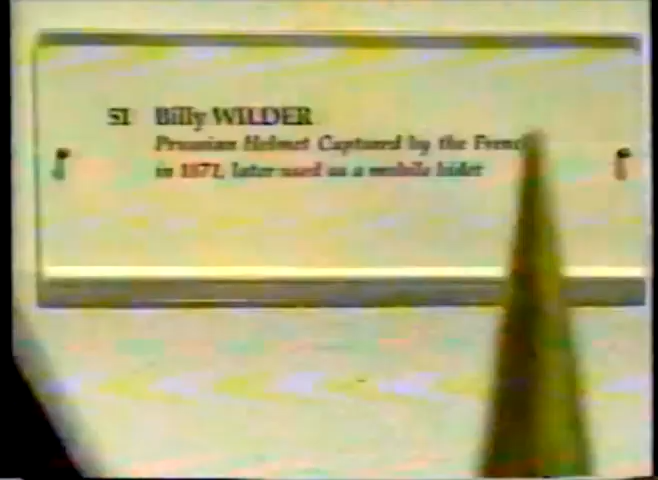 51 Billy WILDER
Prussian Helmet Captured by the Frenc
in 1871, later used as a mobile bidet